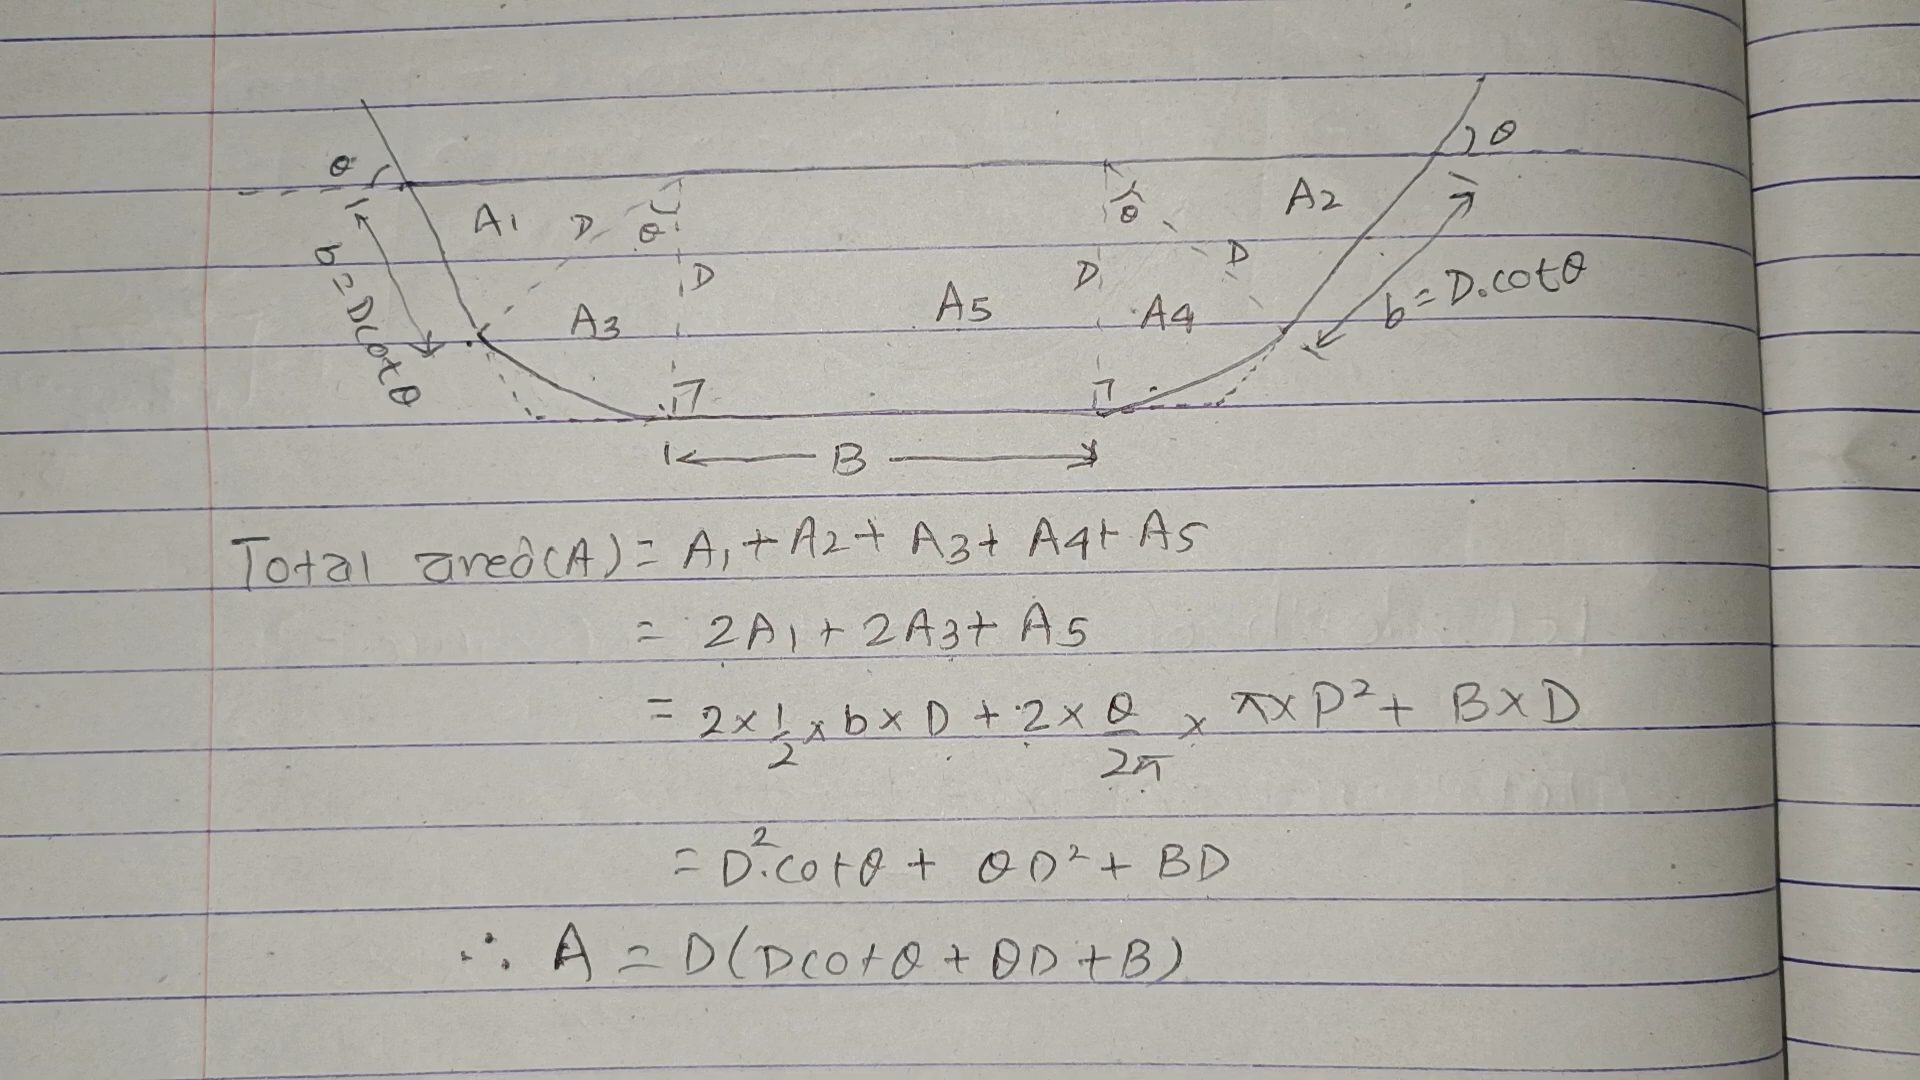 θ θ
A1 D θ θ A2
b=Dcotθ D D D b=D.cotθ
A3 A5 A4
B
Total area(A) = A1+A2+A3+A4+A5
= 2A1+2A3+A5
= 2×1/2×b×D+2×θ/2π×π×D²+B×D
= D².cotθ+θD²+BD
∴ A = D(Dcotθ+θD+B)